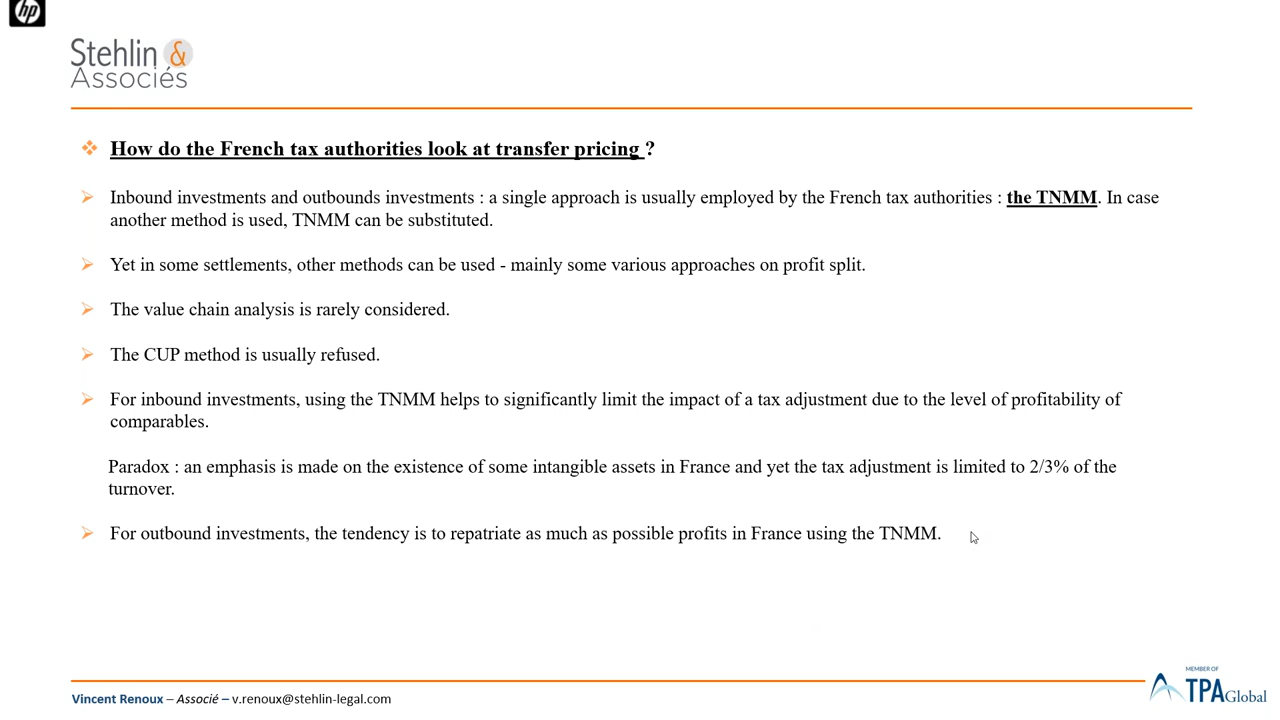 hp
Stehlin &
Associés
How do the French tax authorities look at transfer pricing ?
Inbound investments and outbounds investments : a single approach is usually employed by the French tax authorities : the TNMM. In case
another method is used, TNMM can be substituted.
Yet in some settlements, other methods can be used - mainly some various approaches on profit split.
The value chain analysis is rarely considered.
The CUP method is usually refused.
For inbound investments, using the TNMM helps to significantly limit the impact of a tax adjustment due to the level of profitability of
comparables.
Paradox : an emphasis is made on the existence of some intangible assets in France and yet the tax adjustment is limited to 2/3% of the
turnover.
For outbound investments, the tendency is to repatriate as much as possible profits in France using the TNMM.
MEMBER OF
TPA Global
Vincent Renoux – Associé – v.renoux@stehlin-legal.com